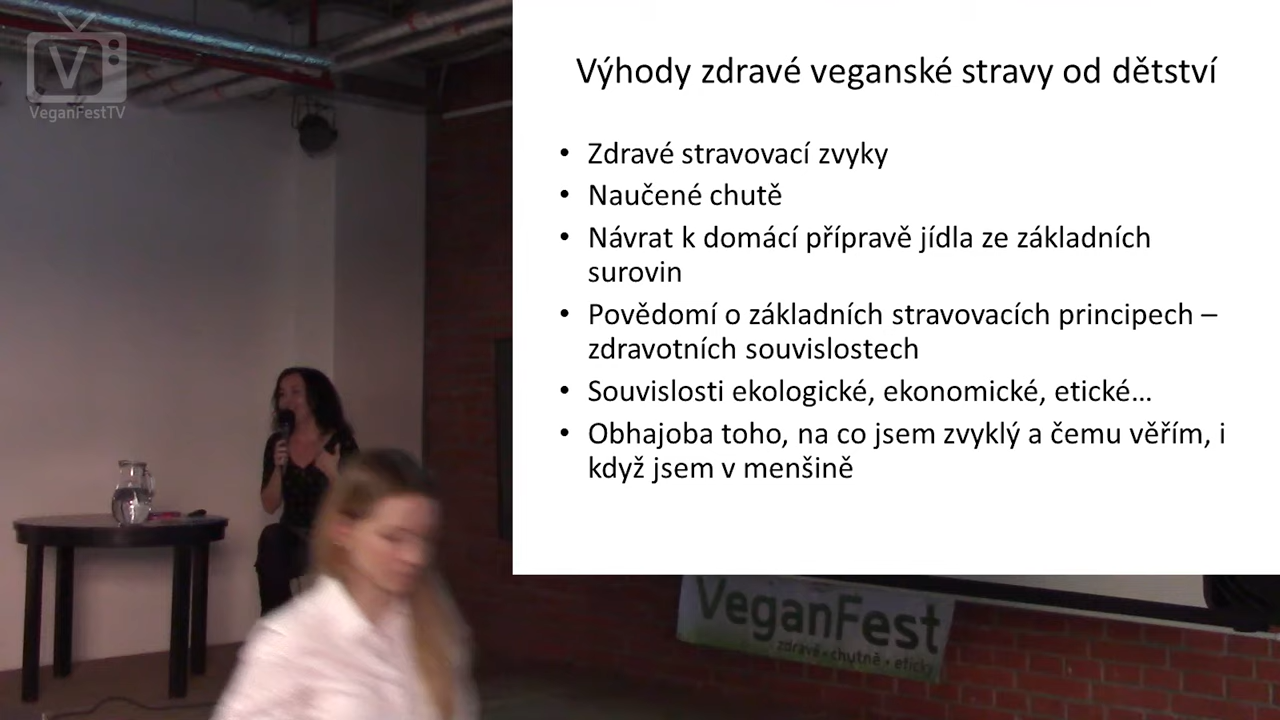 V
VeganFestTV
Výhody zdravé veganské stravy od dětství
• Zdravé stravovací zvyky
• Naučené chutě
• Návrat k domácí přípravě jídla ze základních
surovin
• Povědomí o základních stravovacích principech –
zdravotních souvislostech
• Souvislosti ekologické, ekonomické, etické…
• Obhajoba toho, na co jsem zvyklý a čemu věřím, i
když jsem v menšině
VeganFest
zdravě • chutně • eticky